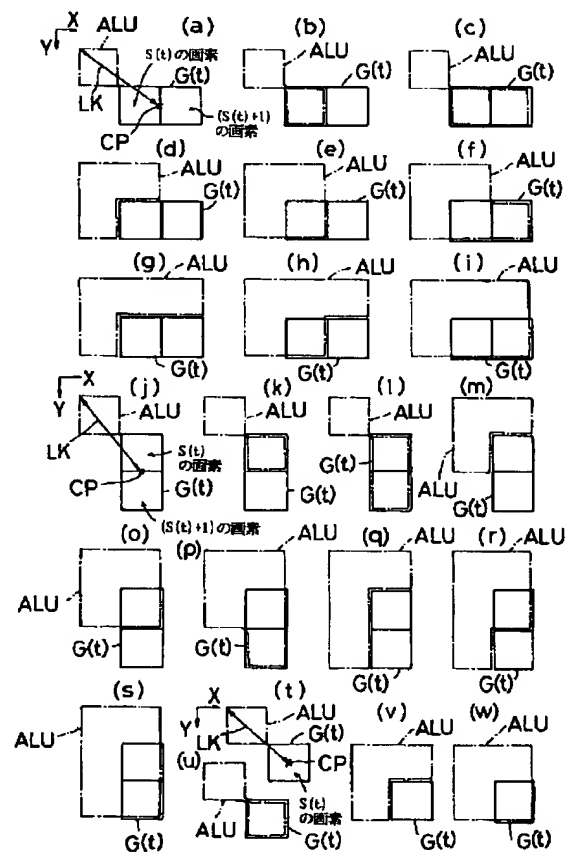 X
Y
ALU
(a)
S(t)の画素
G(t)
LK
CP
(S(t)+1)の画素
(b)
ALU
G(t)
(c)
ALU
G(t)
(d)
ALU
G(t)
(e)
ALU
G(t)
(f)
ALU
G(t)
(g)
ALU
G(t)
(h)
ALU
G(t)
(i)
ALU
G(t)
X
Y
(j)
ALU
LK
S(t)
の画素
CP
G(t)
(S(t)+1)の画素
(k)
ALU
G(t)
(l)
ALU
G(t)
(m)
ALU
G(t)
(o)
ALU
G(t)
(p)
ALU
G(t)
(q)
ALU
G(t)
(r)
ALU
G(t)
(s)
ALU
G(t)
(t)
X
Y
ALU
G(t)
LK
CP
S(t)
の画素
(u)
ALU
G(t)
(v)
ALU
G(t)
(w)
ALU
G(t)